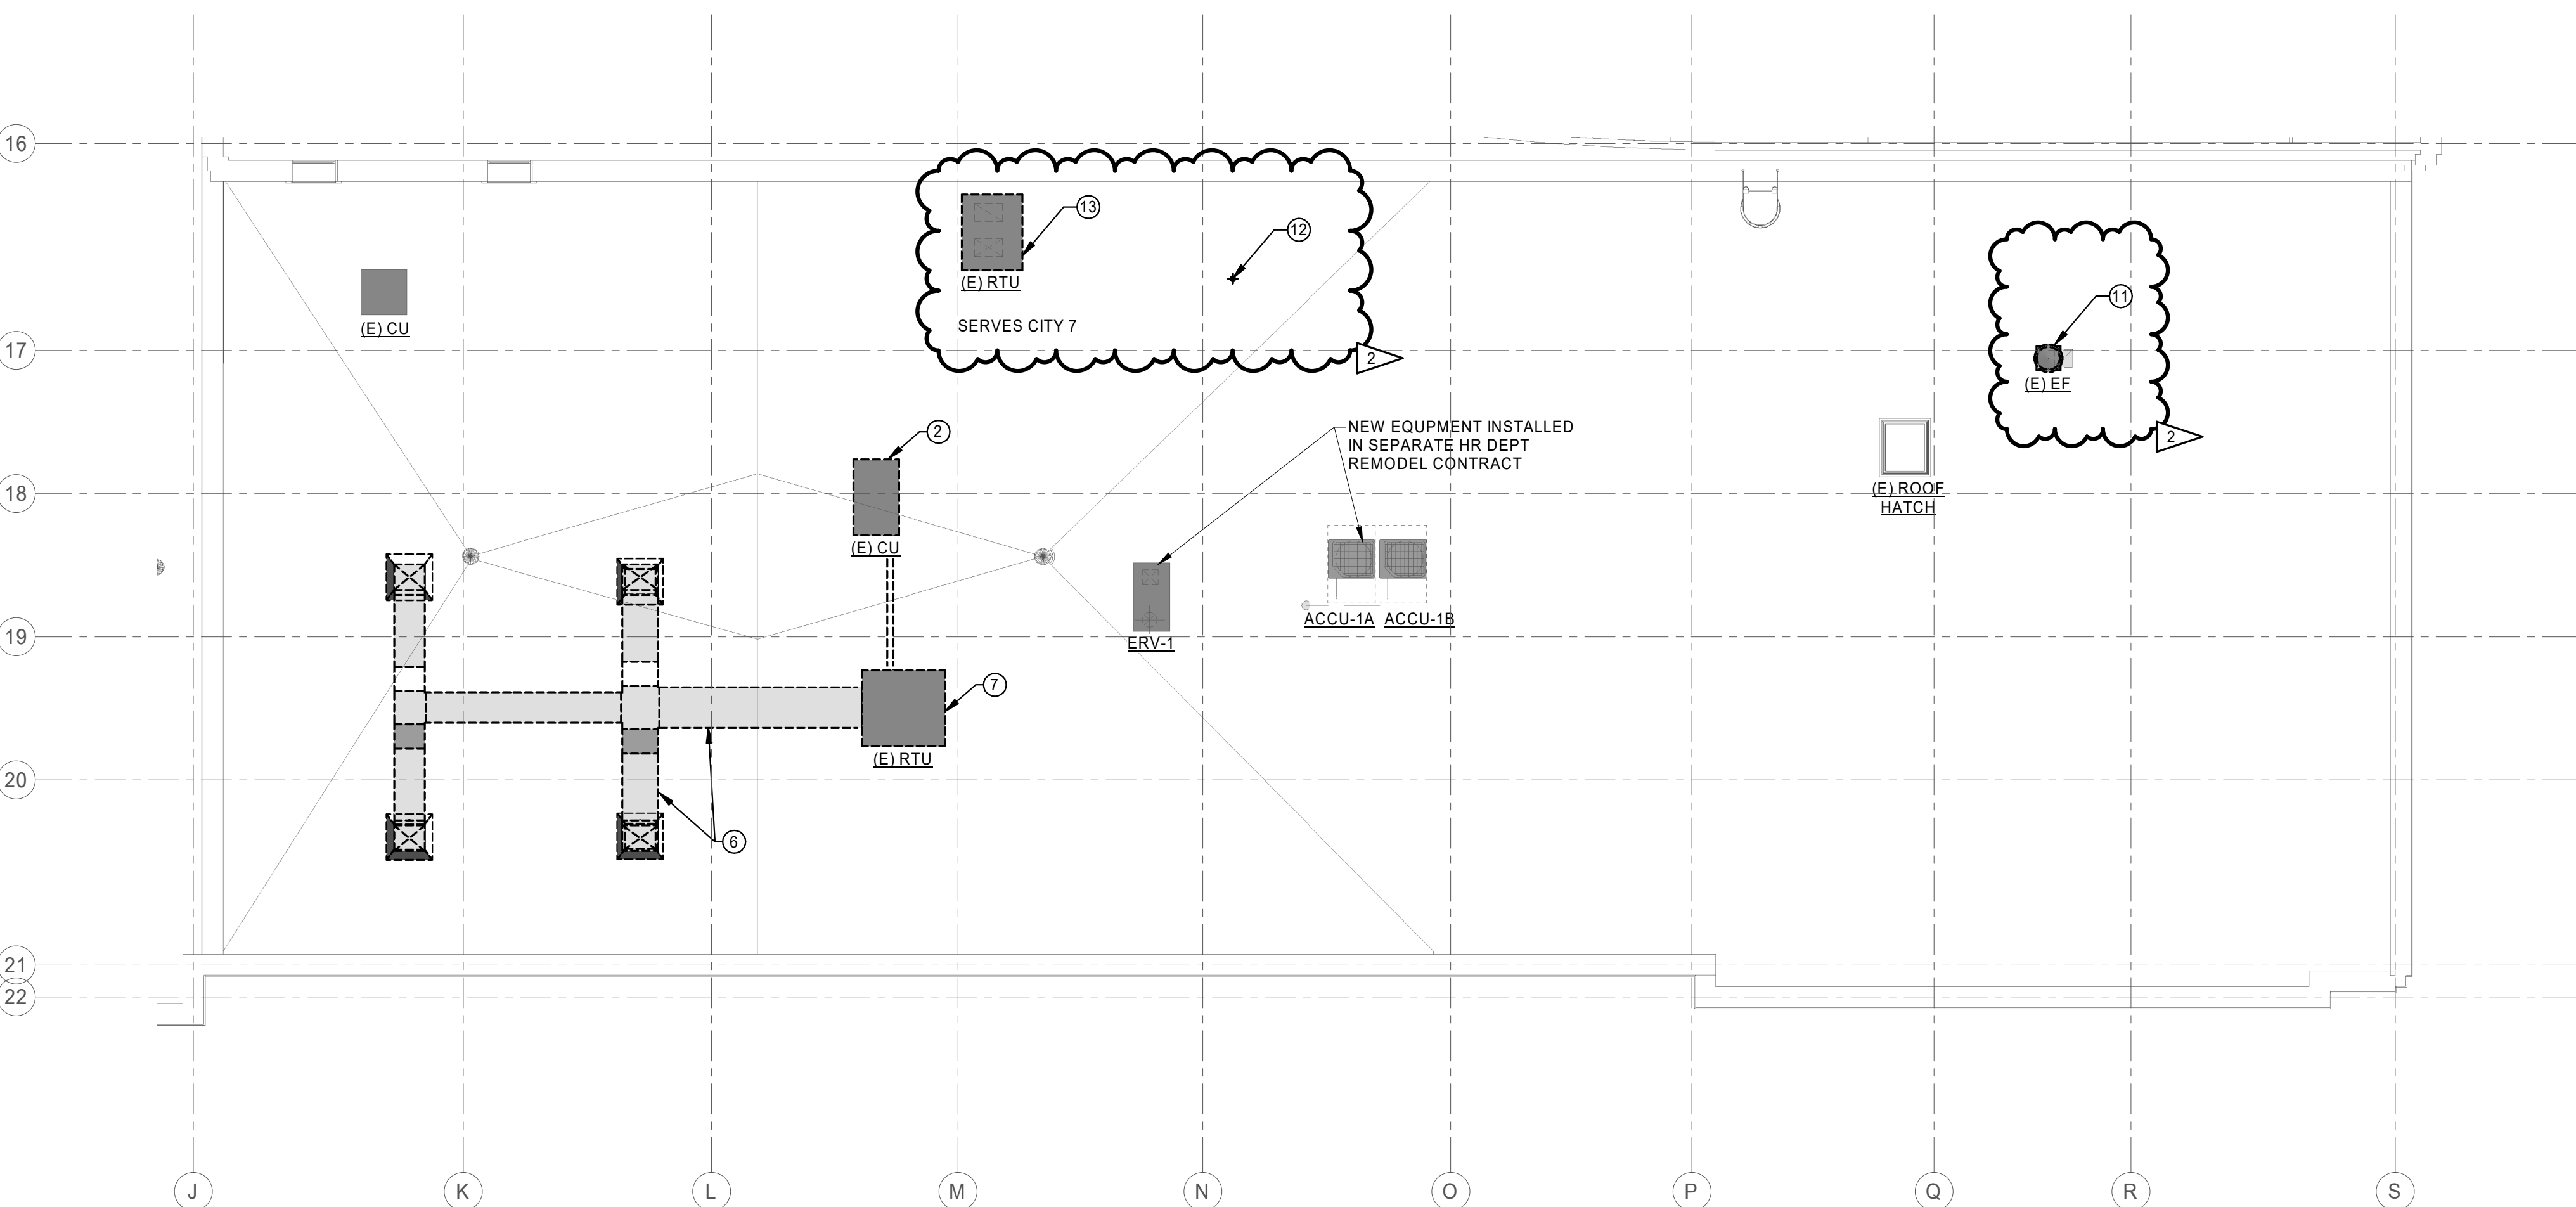 16
13
12
(E) RTU
11
(E) CU
SERVES CITY 7
17
2
(E) EF
2
NEW EQUPMENT INSTALLED
IN SEPARATE HR DEPT
REMODEL CONTRACT
2
18
(E) ROOF
HATCH
(E) CU
ACCU-1A
ACCU-1B
19
ERV-1
7
(E) RTU
20
6
21
22
J
K
L
M
N
O
P
Q
R
S